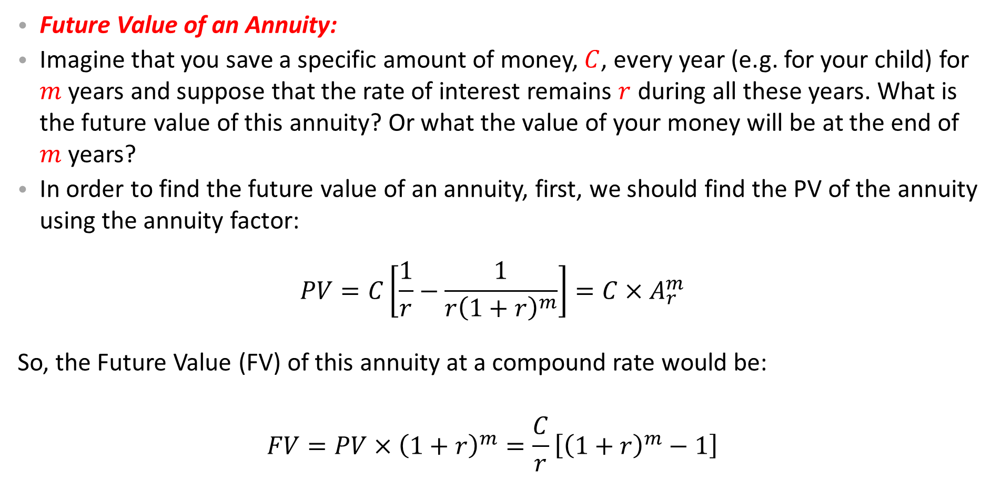 • Future Value of an Annuity:
• Imagine that you save a specific amount of money, C, every year (e.g. for your child) for
m years and suppose that the rate of interest remains r during all these years. What is
the future value of this annuity? Or what the value of your money will be at the end of
m years?
• In order to find the future value of an annuity, first, we should find the PV of the annuity
using the annuity factor:
$PV = C\left[\frac{1}{r} - \frac{1}{r(1+r)^m}\right] = C \times A_r^m$
So, the Future Value (FV) of this annuity at a compound rate would be:
$FV = PV \times (1+r)^m = \frac{C}{r}[(1+r)^m - 1]$